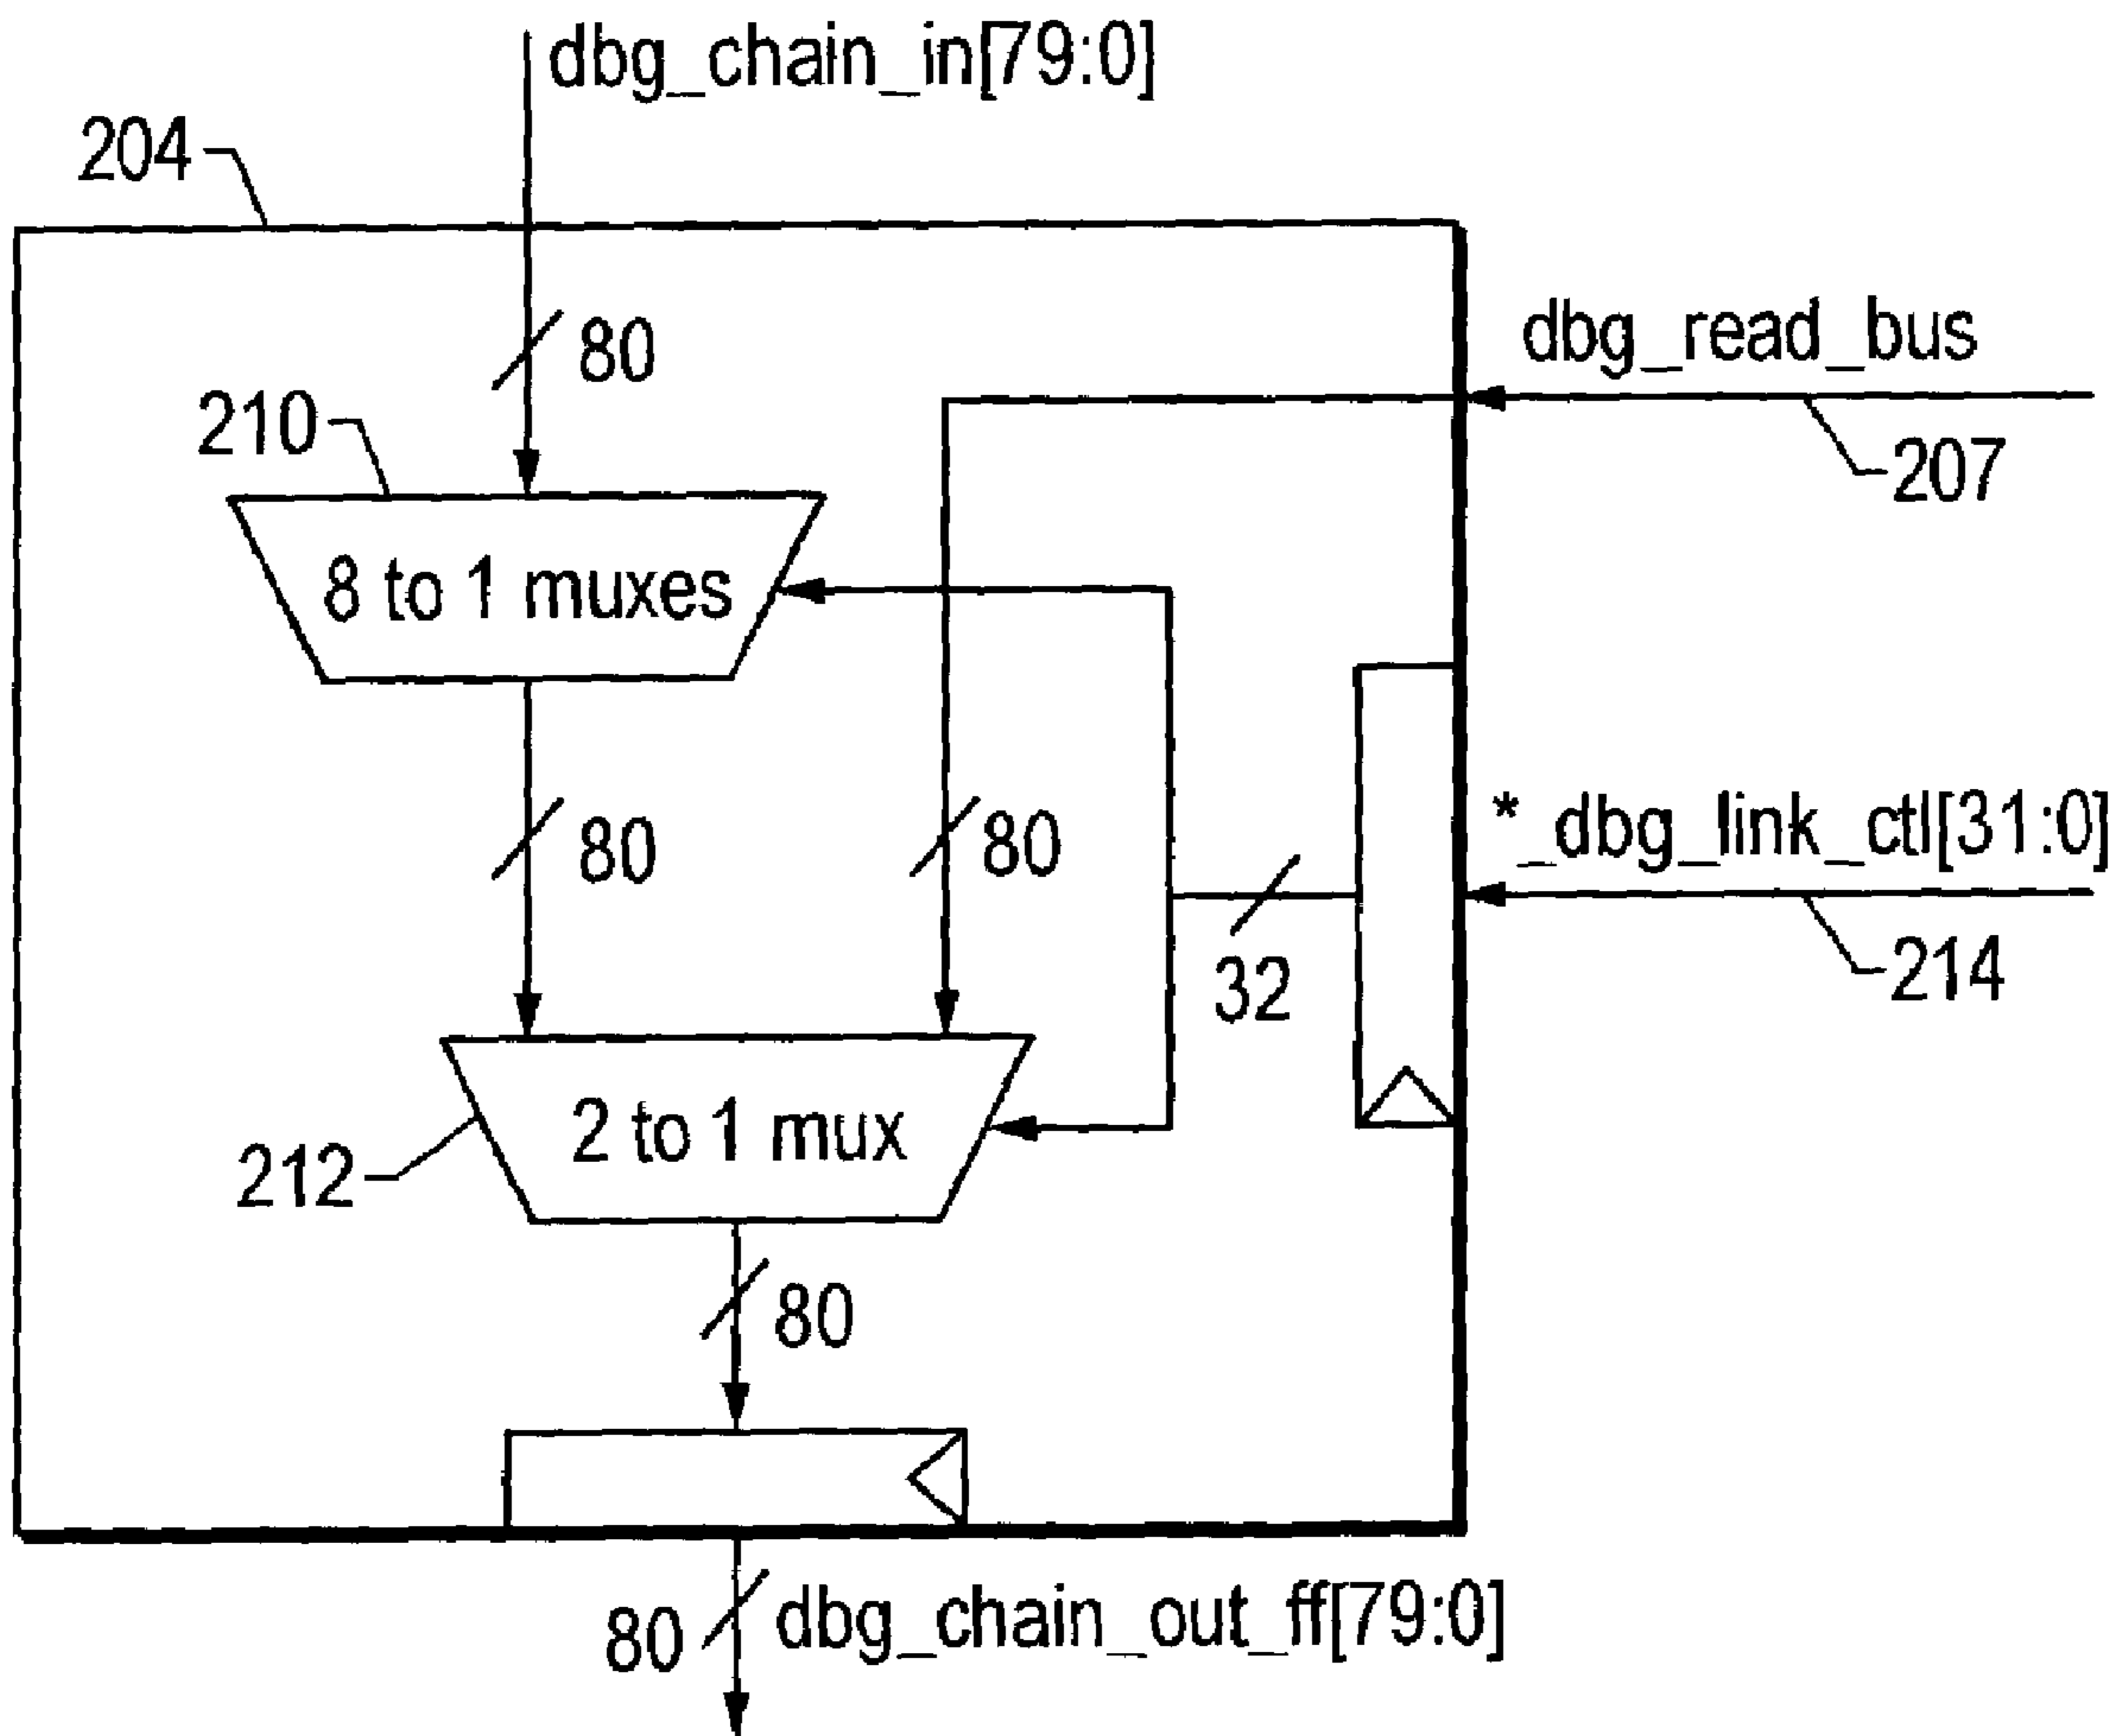 dbg_chain_in[79:0]
204
80
dbg_read_bus
210
207
8 to 1 muxes
80
80
*_dbg_link_ctl[31:0]
32
214
2 to 1 mux
212
80
80
dbg_chain_out_ff[79:0]